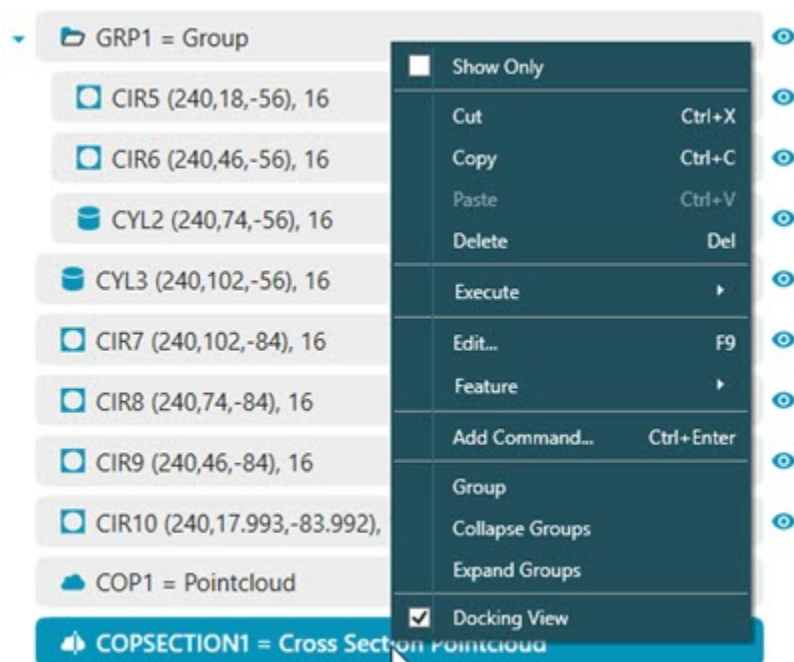 GRP1 = Group
CIR5 (240,18,-56), 16
CIR6 (240,46,-56), 16
CYL2 (240,74,-56), 16
CYL3 (240,102,-56), 16
CIR7 (240,102,-84), 16
CIR8 (240,74,-84), 16
CIR9 (240,46,-84), 16
CIR10 (240,17.993,-83.992),
COP1 = Pointcloud
COPSECTION1 = Cross Section Pointcloud
Show Only
Cut Ctrl+X
Copy Ctrl+C
Paste Ctrl+V
Delete Del
Execute
Edit... F9
Feature
Add Command... Ctrl+Enter
Group
Collapse Groups
Expand Groups
Docking View